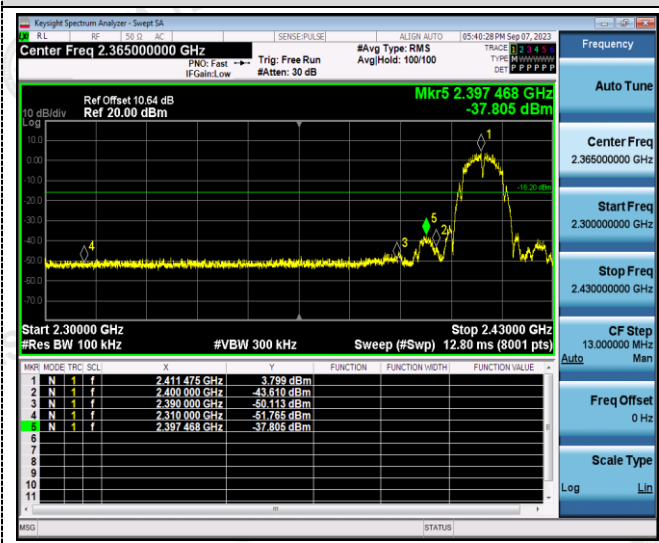 Keysight Spectrum Analyzer - Swept SA
RL RF 50 Ω AC SENSE:PULSE ALIGN AUTO 05:40:28 PM Sep 07, 2023
Center Freq 2.365000000 GHz #Avg Type: RMS TRACE 1 2 3 4 5 6
PNO: Fast Trig: Free Run Avg|Hold: 100/100 TYPE M WWWWW
IFGain:Low #Atten: 30 dB DET P P P P P P
Frequency
Ref Offset 10.64 dB Mkr5 2.397 468 GHz
10 dB/div Ref 20.00 dBm -37.805 dBm
Log
10.0
0.00
-10.0
-20.0
-30.0
-40.0
-50.0
-60.0
-70.0
1
-16.20 dBm
5
2
3
4
Start 2.30000 GHz Stop 2.43000 GHz
#Res BW 100 kHz #VBW 300 kHz Sweep (#Swp) 12.80 ms (8001 pts)
MKR MODE TRC SCL X Y FUNCTION FUNCTION WIDTH FUNCTION VALUE
1 N 1 f 2.411 475 GHz 3.799 dBm
2 N 1 f 2.400 000 GHz -43.610 dBm
3 N 1 f 2.390 000 GHz -50.113 dBm
4 N 1 f 2.310 000 GHz -51.765 dBm
5 N 1 f 2.397 468 GHz -37.805 dBm
6
7
8
9
10
11
MSG STATUS
Auto Tune
Center Freq
2.365000000 GHz
Start Freq
2.300000000 GHz
Stop Freq
2.430000000 GHz
CF Step
13.000000 MHz
Auto Man
Freq Offset
0 Hz
Scale Type
Log Lin